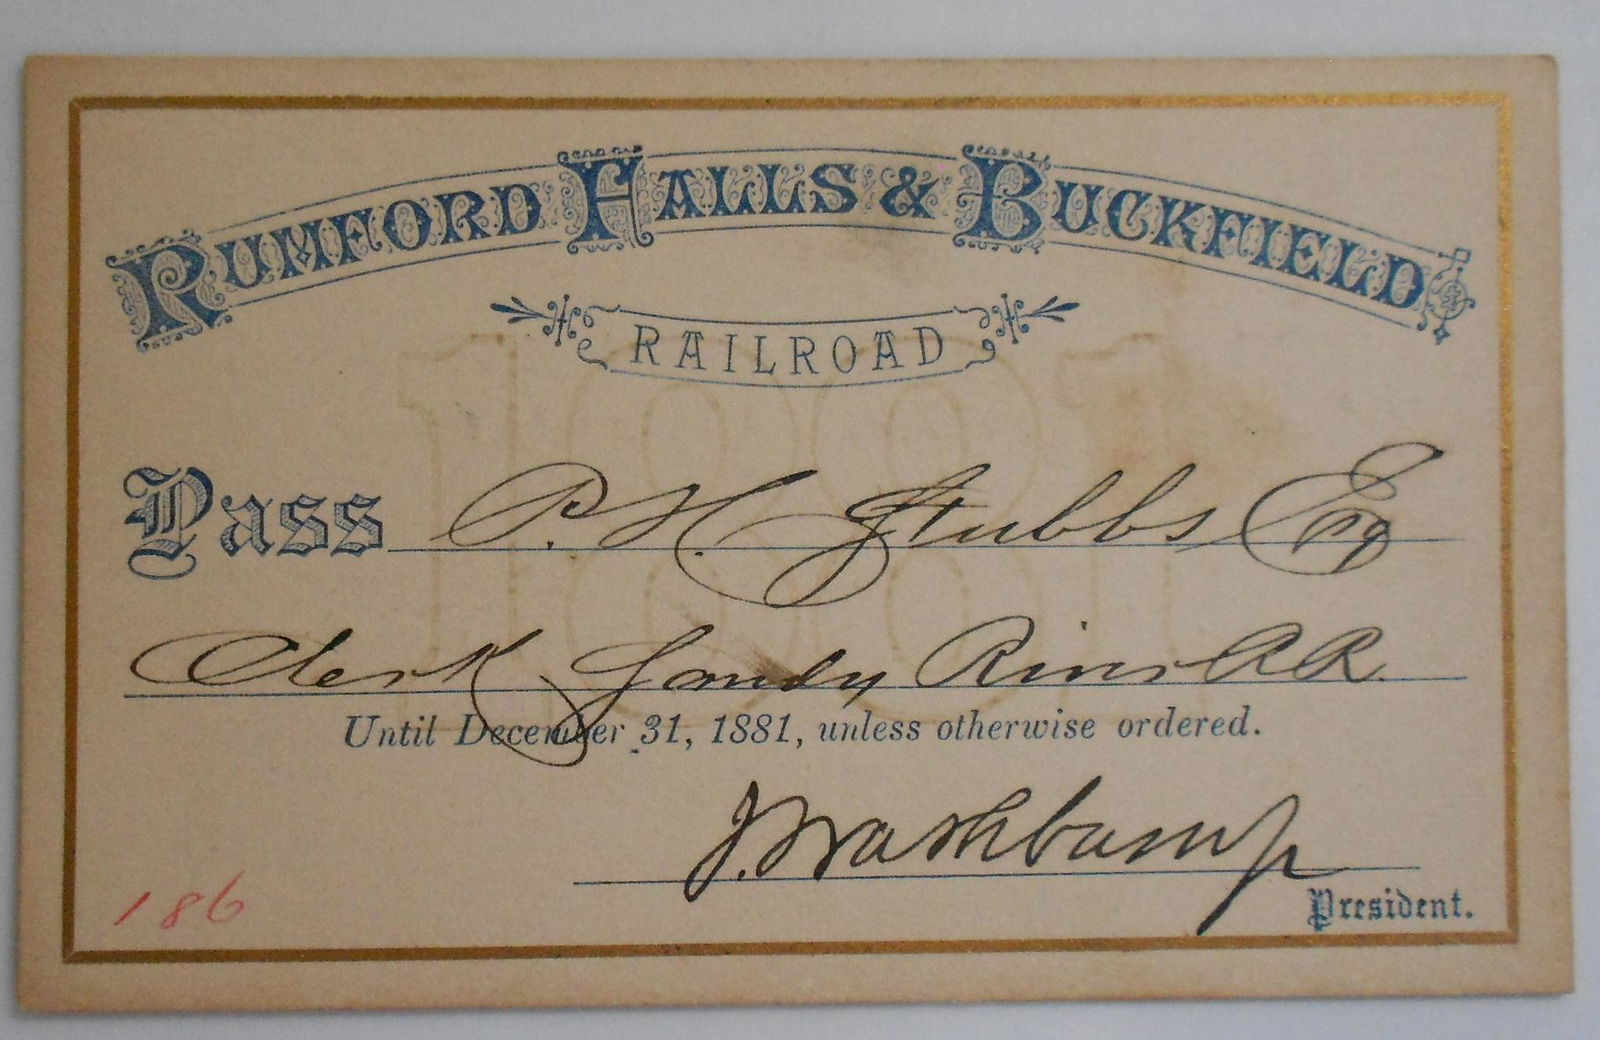 RUMFORD FALLS & BUCKFIELD
RAILROAD
1881
Pass P. H. Stubbs Esq
Clerk Sandy River RR.
Until December 31, 1881, unless otherwise ordered.
J. Washburn Jr
President.
186